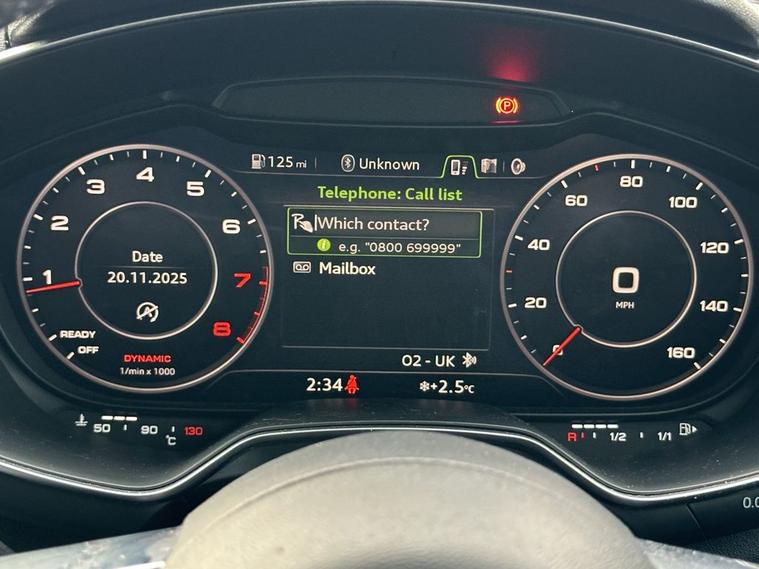 P
125 mi
Unknown
Telephone: Call list
Which contact?
i e.g. "0800 699999"
Mailbox
O2 - UK
2:34
+2.5°C
READY
OFF
1
2
3
4
5
6
7
8
Date
20.11.2025
A
DYNAMIC
1/min x 1000
0
20
40
60
80
100
120
140
160
0
MPH
50 90 130
°C
R 1/2 1/1
0.0